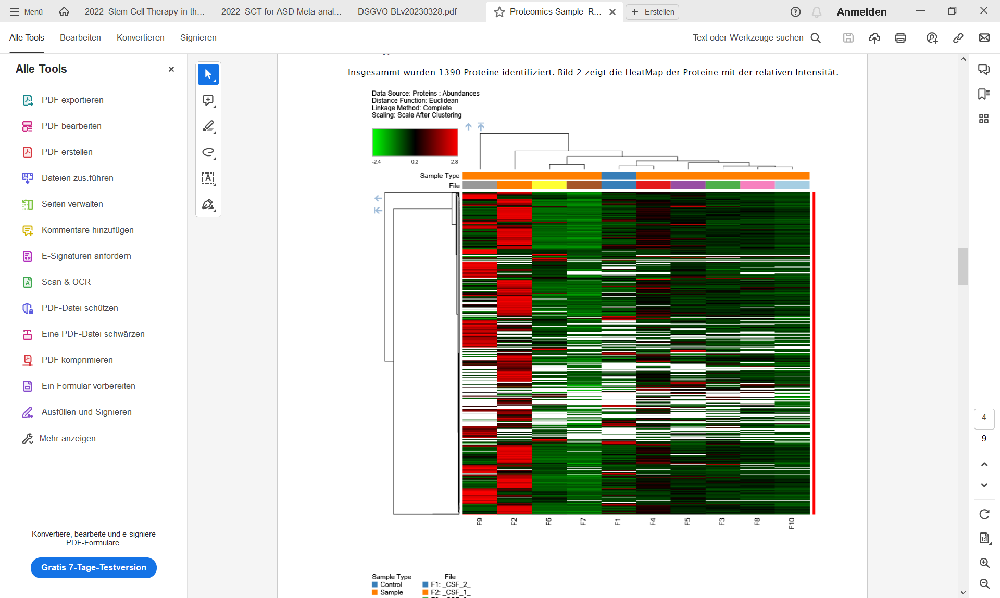 Menü
2022_Stem Cell Therapy in th...
2022_SCT for ASD Meta-anal...
DSGVO BLv20230328.pdf
Proteomics Sample_R...
Erstellen
Anmelden
Alle Tools
Bearbeiten
Konvertieren
Signieren
Text oder Werkzeuge suchen
Alle Tools
PDF exportieren
PDF bearbeiten
PDF erstellen
Dateien zus.führen
Seiten verwalten
Kommentare hinzufügen
E-Signaturen anfordern
Scan & OCR
PDF-Datei schützen
Eine PDF-Datei schwärzen
PDF komprimieren
Ein Formular vorbereiten
Ausfüllen und Signieren
Mehr anzeigen
Konvertiere, bearbeite und e-signiere
PDF-Formulare.
Gratis 7-Tage-Testversion
Insgesammt wurden 1390 Proteine identifiziert. Bild 2 zeigt die HeatMap der Proteine mit der relativen Intensität.
Data Source: Proteins : Abundances
Distance Function: Euclidean
Linkage Method: Complete
Scaling: Scale After Clustering
-2.4 0.2 2.8
Sample Type
File
F9 F2 F6 F7 F1 F4 F5 F3 F8 F10
Sample Type File
Control F1: _CSF_2_
Sample F2: _CSF_1_
4
9